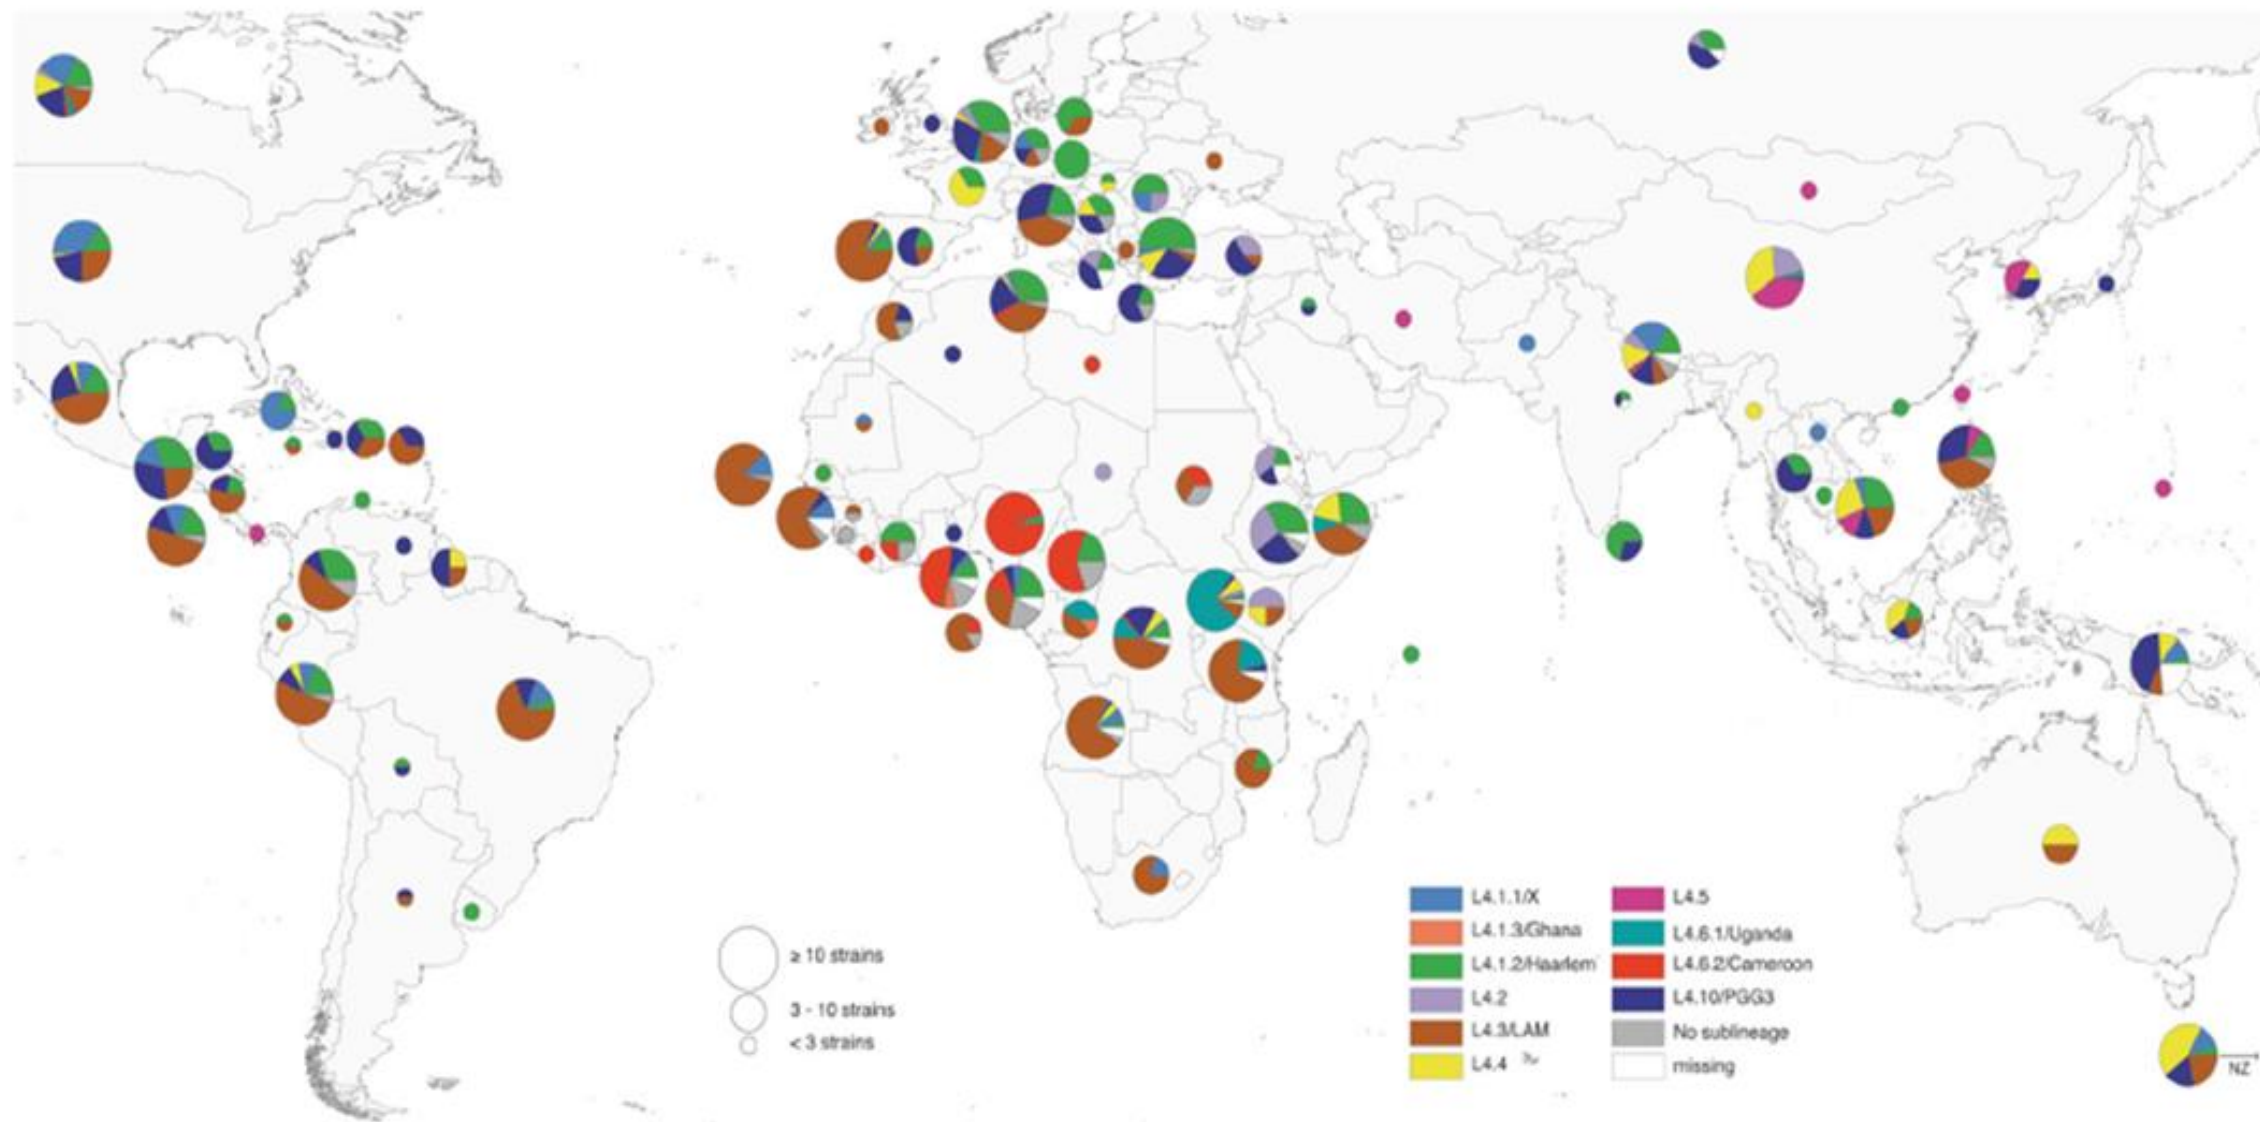 ≥ 10 strains
3 - 10 strains
< 3 strains
L4.1.1/X
L4.1.3/Ghana
L4.1.2/Haarlem
L4.2
L4.3/LAM
L4.4
L4.5
L4.6.1/Uganda
L4.6.2/Cameroon
L4.10/PGG3
No sublineage
missing
NZ